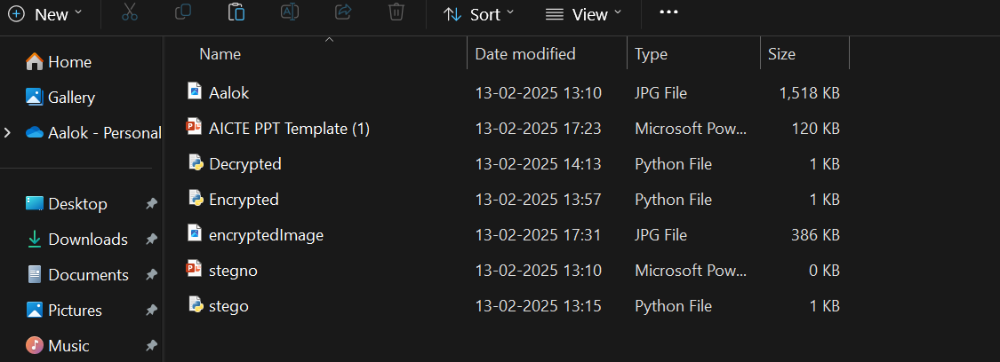 New Sort View ...
Name Date modified Type Size
Home
Gallery
Aalok - Personal
Desktop
Downloads
Documents
Pictures
Music
Aalok 13-02-2025 13:10 JPG File 1,518 KB
AICTE PPT Template (1) 13-02-2025 17:23 Microsoft Pow... 120 KB
Decrypted 13-02-2025 14:13 Python File 1 KB
Encrypted 13-02-2025 13:57 Python File 1 KB
encryptedImage 13-02-2025 17:31 JPG File 386 KB
stegno 13-02-2025 13:10 Microsoft Pow... 0 KB
stego 13-02-2025 13:15 Python File 1 KB